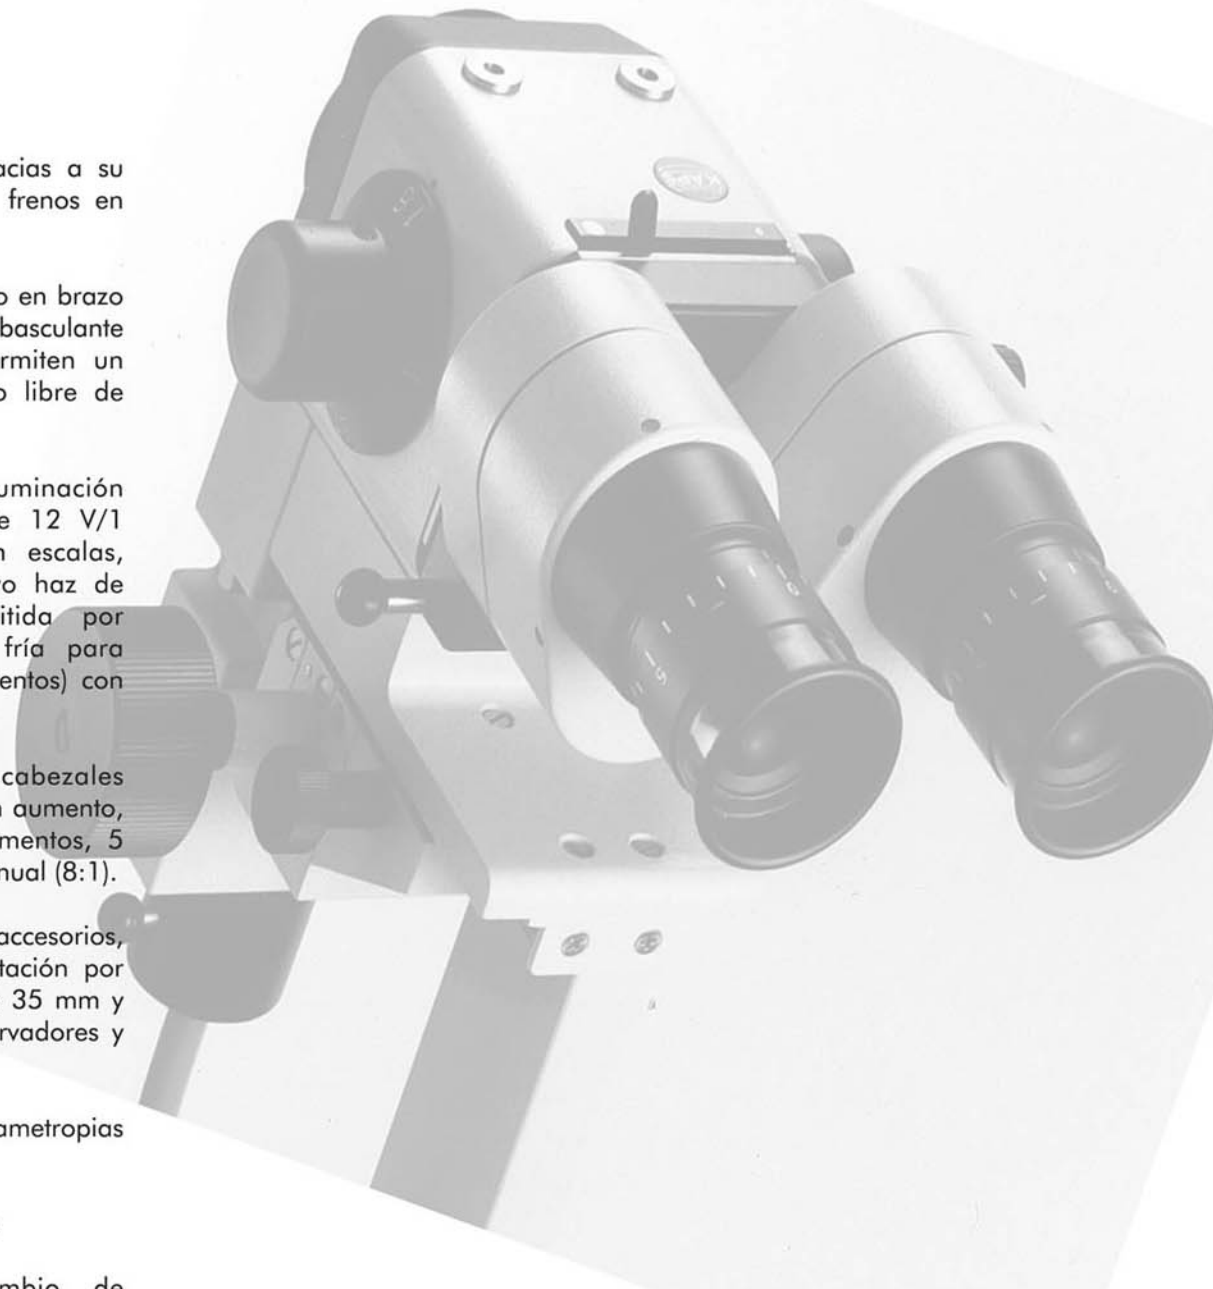 acias a su
frenos en
o en brazo
basculante
rmiten un
o libre de
uminación
e 12 V/1
n escalas,
o haz de
itida por
fría para
entos) con
cabezales
n aumento,
mentos, 5
nual (8:1).
accesorios,
tación por
35 mm y
rvadores y
ametropias
mbio de